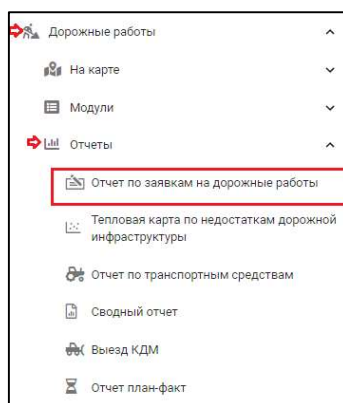 Дорожные работы
На карте
Модули
Отчеты
Отчет по заявкам на дорожные работы
Тепловая карта по недостаткам дорожной
инфраструктуры
Отчет по транспортным средствам
Сводный отчет
Выезд КДМ
Отчет план-факт